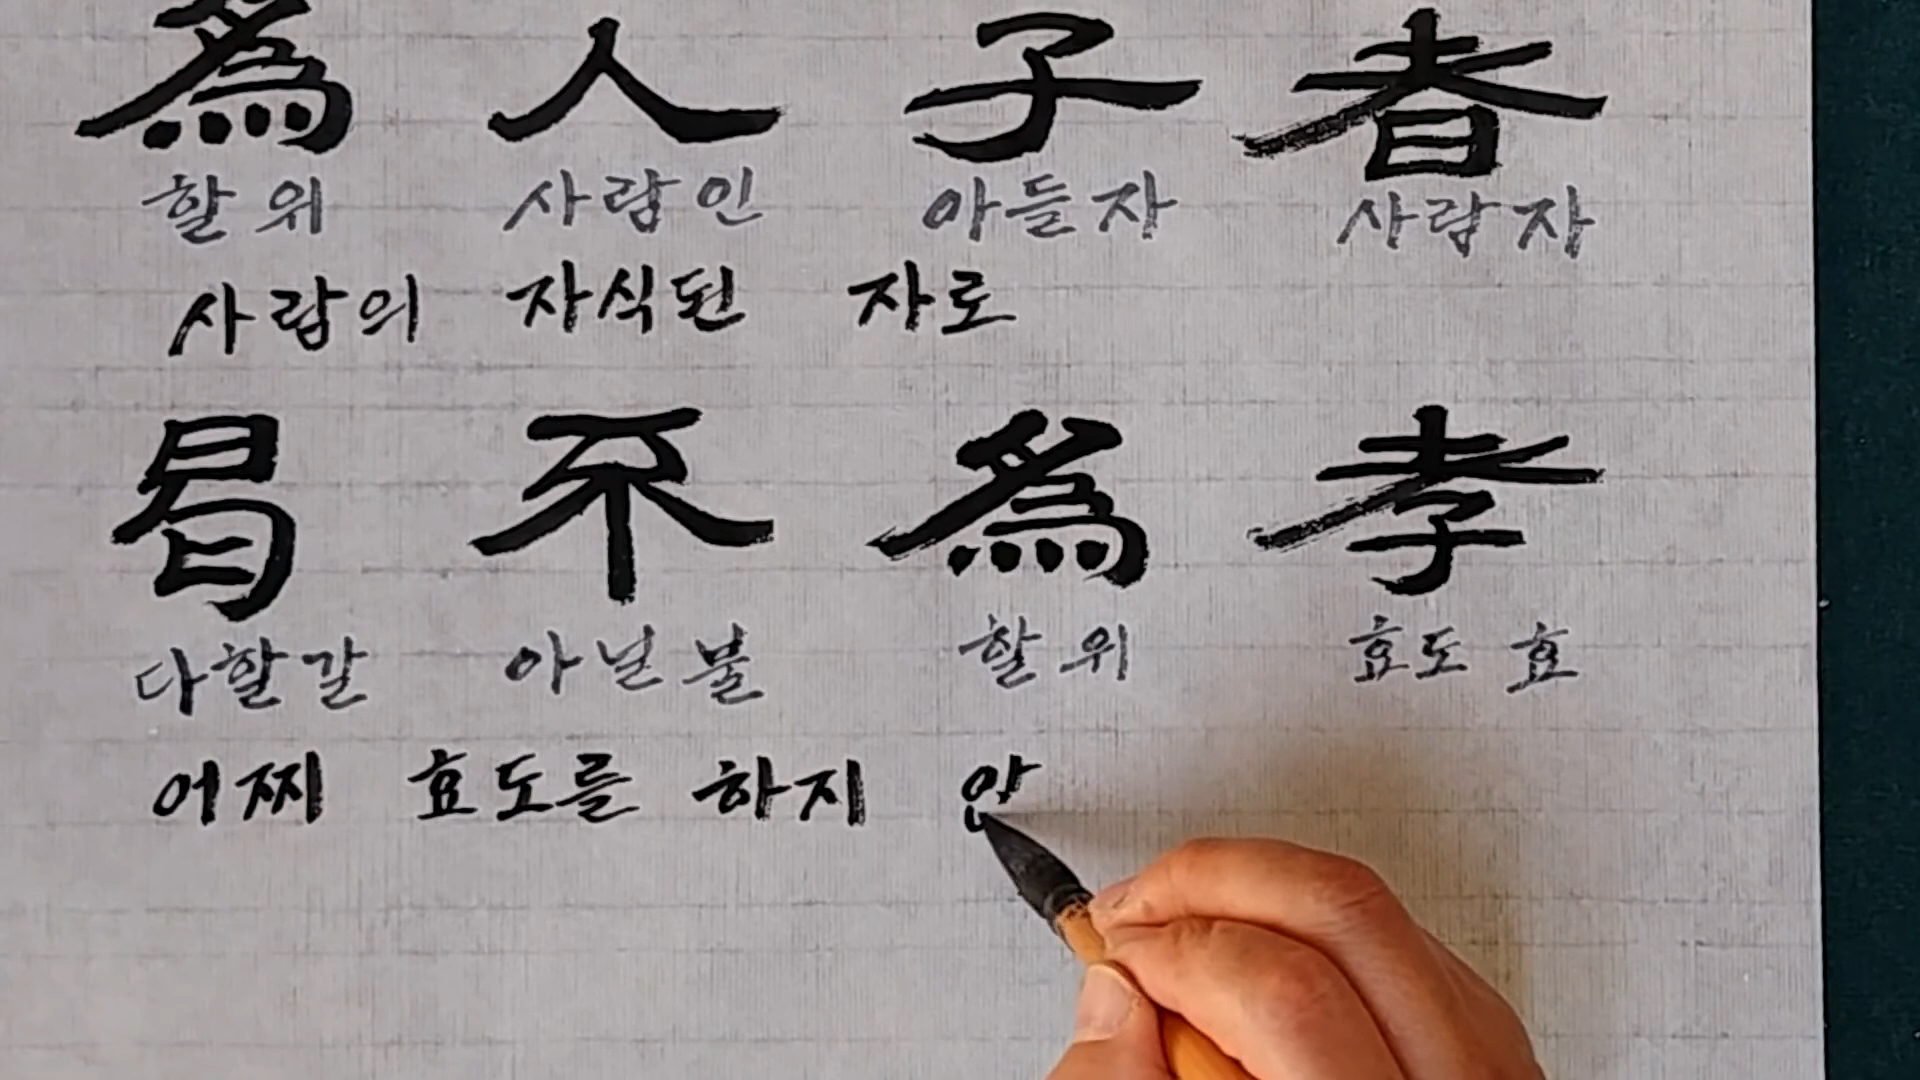 爲 人 子 者
할 위 사람 인 아들 자 사람 자
사람의 자식된 자로
曷 不 爲 孝
다할 갈 아닐 불 할 위 효도 효
어찌 효도를 하지